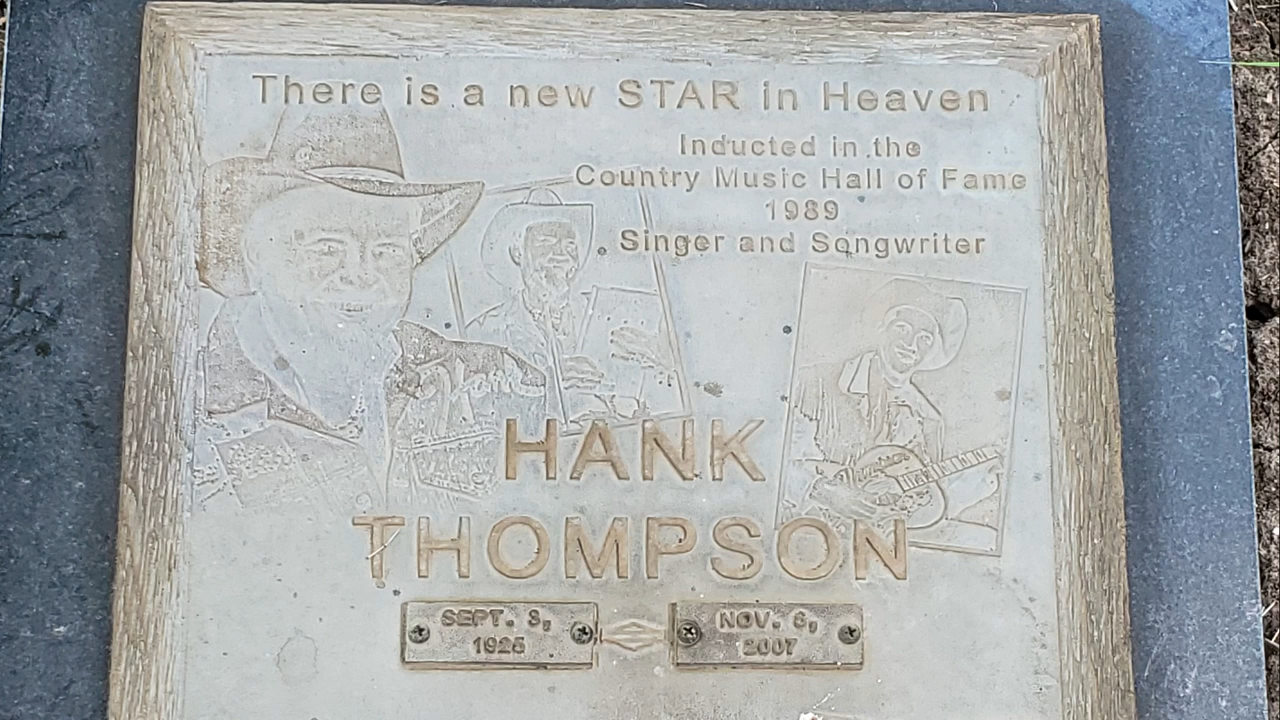 There is a new STAR in Heaven
Inducted in the
Country Music Hall of Fame
1989
Singer and Songwriter
HANK
THOMPSON
SEPT. 3,
1925
NOV. 6,
2007